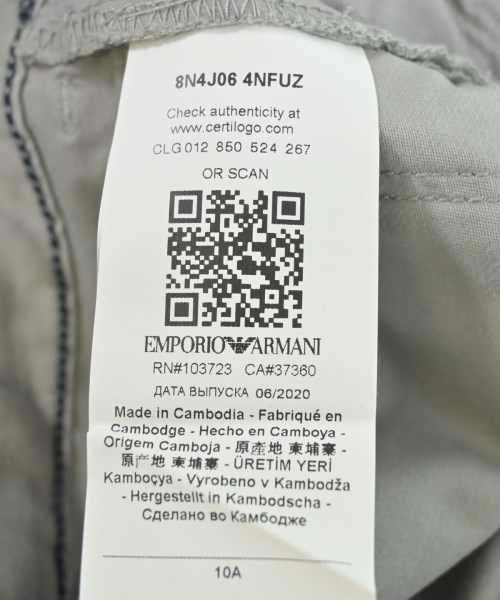 8N4J06 4NFUZ
Check authenticity at
www.certilogo.com
CLG 012 850 524 267
OR SCAN
EMPORIO ARMANI
RN#103723 CA#37360
ДАТА ВЫПУСКА 06/2020
Made in Cambodia - Fabriqué en
Cambodge - Hecho en Camboya -
Origem Camboja - 原產地 柬埔寨 -
原产地 柬埔寨 - ÜRETİM YERİ
Kamboçya - Vyrobeno v Kambodža
- Hergestellt in Kambodscha -
Сделано во Камбодже
10A